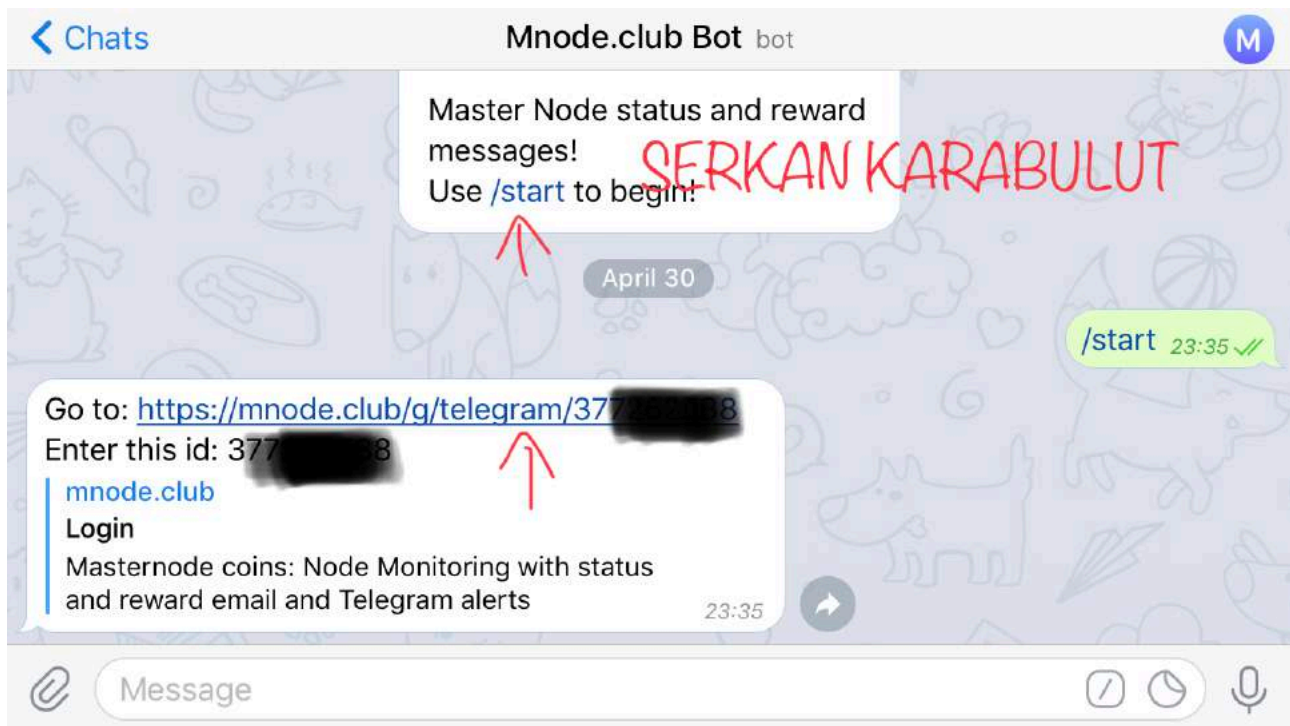 Chats
Mnode.club Bot bot
M
Master Node status and reward
messages!
SERKAN KARABULUT
Use /start to begin!
April 30
/start 23:35
Go to: https://mnode.club/g/telegram/377
Enter this id: 377
mnode.club
Login
Masternode coins: Node Monitoring with status
and reward email and Telegram alerts
23:35
Message